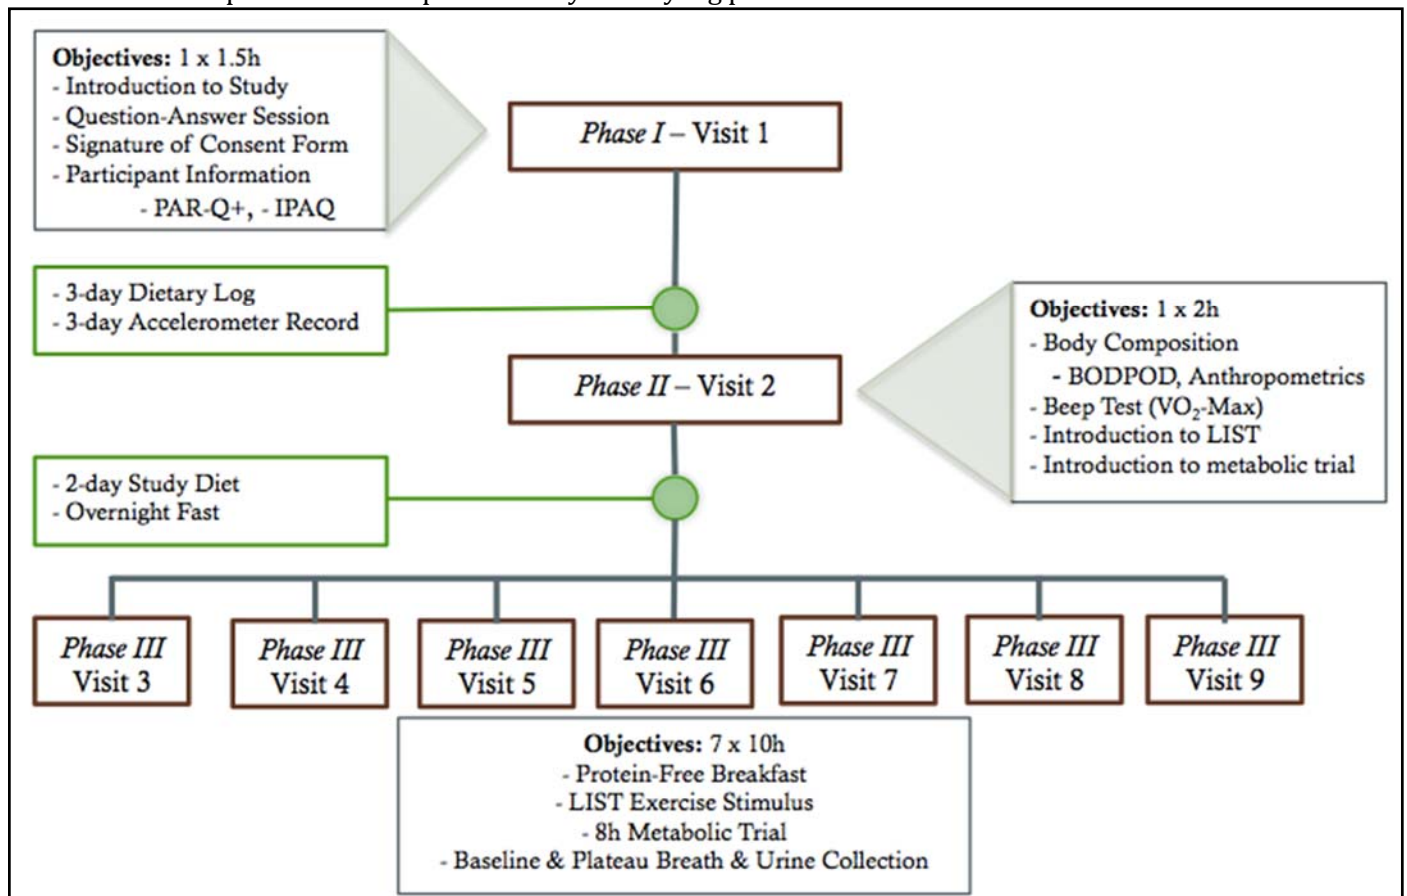 Objectives: 1 x 1.5h
- Introduction to Study
- Question-Answer Session
- Signature of Consent Form
- Participant Information
- PAR-Q+, - IPAQ
Phase I – Visit 1
- 3-day Dietary Log
- 3-day Accelerometer Record
Phase II – Visit 2
Objectives: 1 x 2h
- Body Composition
- BODPOD, Anthropometrics
- Beep Test (VO₂-Max)
- Introduction to LIST
- Introduction to metabolic trial
- 2-day Study Diet
- Overnight Fast
Phase III
Visit 3
Phase III
Visit 4
Phase III
Visit 5
Phase III
Visit 6
Phase III
Visit 7
Phase III
Visit 8
Phase III
Visit 9
Objectives: 7 x 10h
- Protein-Free Breakfast
- LIST Exercise Stimulus
- 8h Metabolic Trial
- Baseline & Plateau Breath & Urine Collection